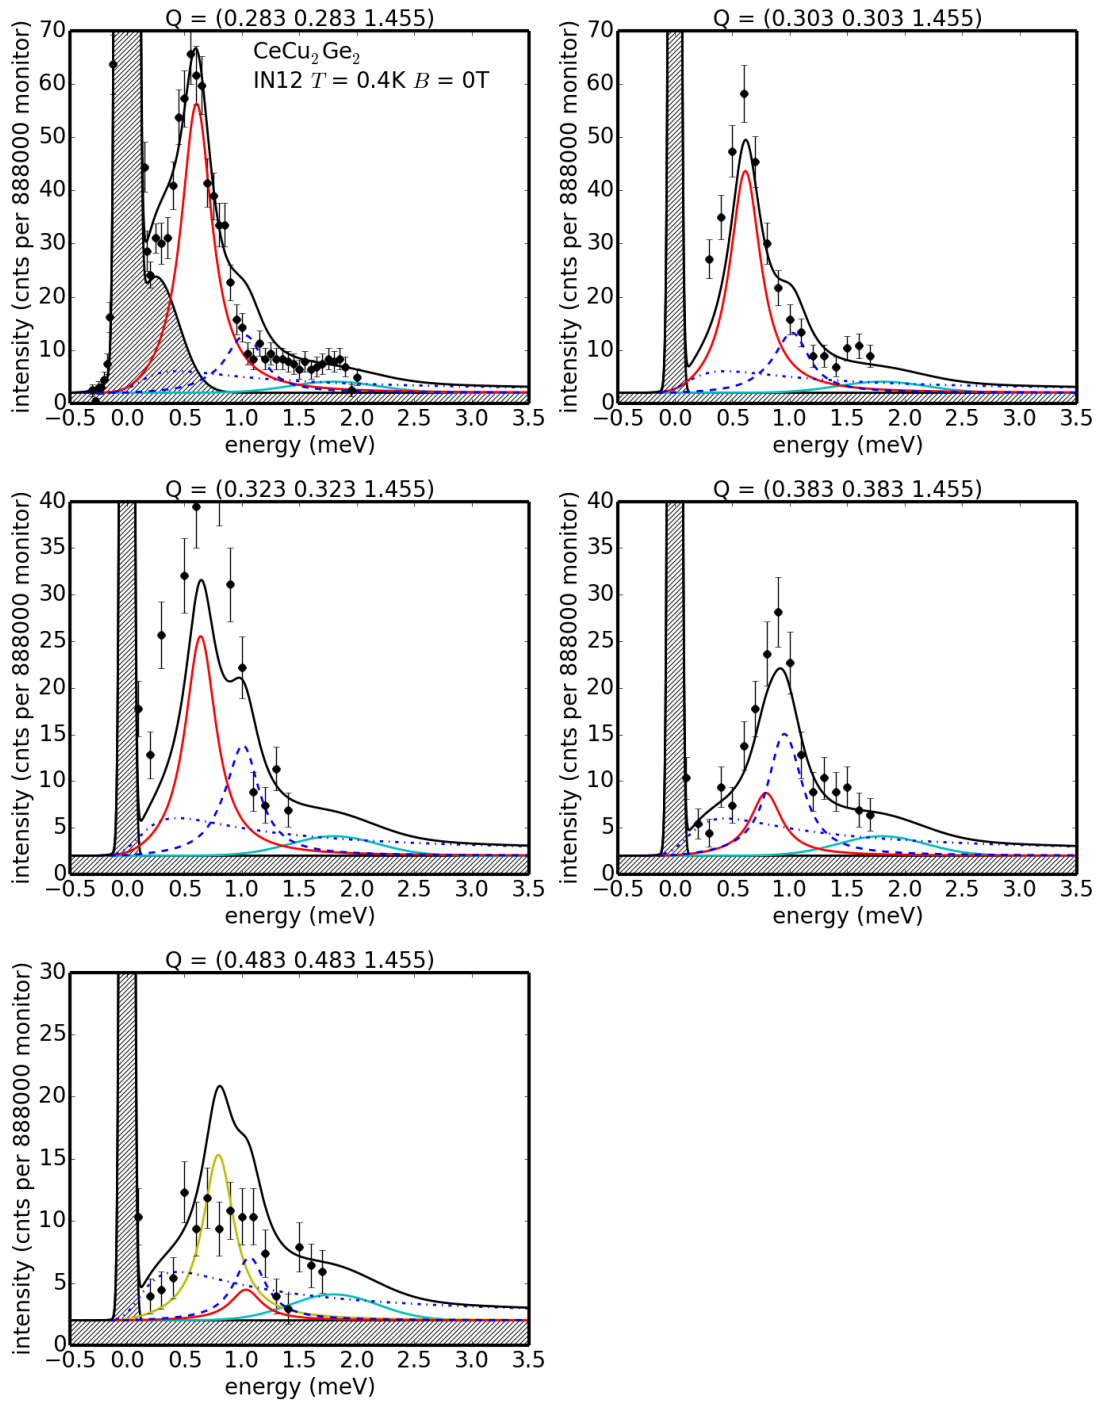 Q = (0.283 0.283 1.455)
CeCu₂Ge₂
IN12 T = 0.4K B = 0T
70
60
50
40
30
20
10
0
−0.5 0.0 0.5 1.0 1.5 2.0 2.5 3.0 3.5
energy (meV)
intensity (cnts per 888000 monitor)
Q = (0.303 0.303 1.455)
70
60
50
40
30
20
10
0
−0.5 0.0 0.5 1.0 1.5 2.0 2.5 3.0 3.5
energy (meV)
intensity (cnts per 888000 monitor)
Q = (0.323 0.323 1.455)
40
35
30
25
20
15
10
5
0
−0.5 0.0 0.5 1.0 1.5 2.0 2.5 3.0 3.5
energy (meV)
intensity (cnts per 888000 monitor)
Q = (0.383 0.383 1.455)
40
35
30
25
20
15
10
5
0
−0.5 0.0 0.5 1.0 1.5 2.0 2.5 3.0 3.5
energy (meV)
intensity (cnts per 888000 monitor)
Q = (0.483 0.483 1.455)
30
25
20
15
10
5
0
−0.5 0.0 0.5 1.0 1.5 2.0 2.5 3.0 3.5
energy (meV)
intensity (cnts per 888000 monitor)